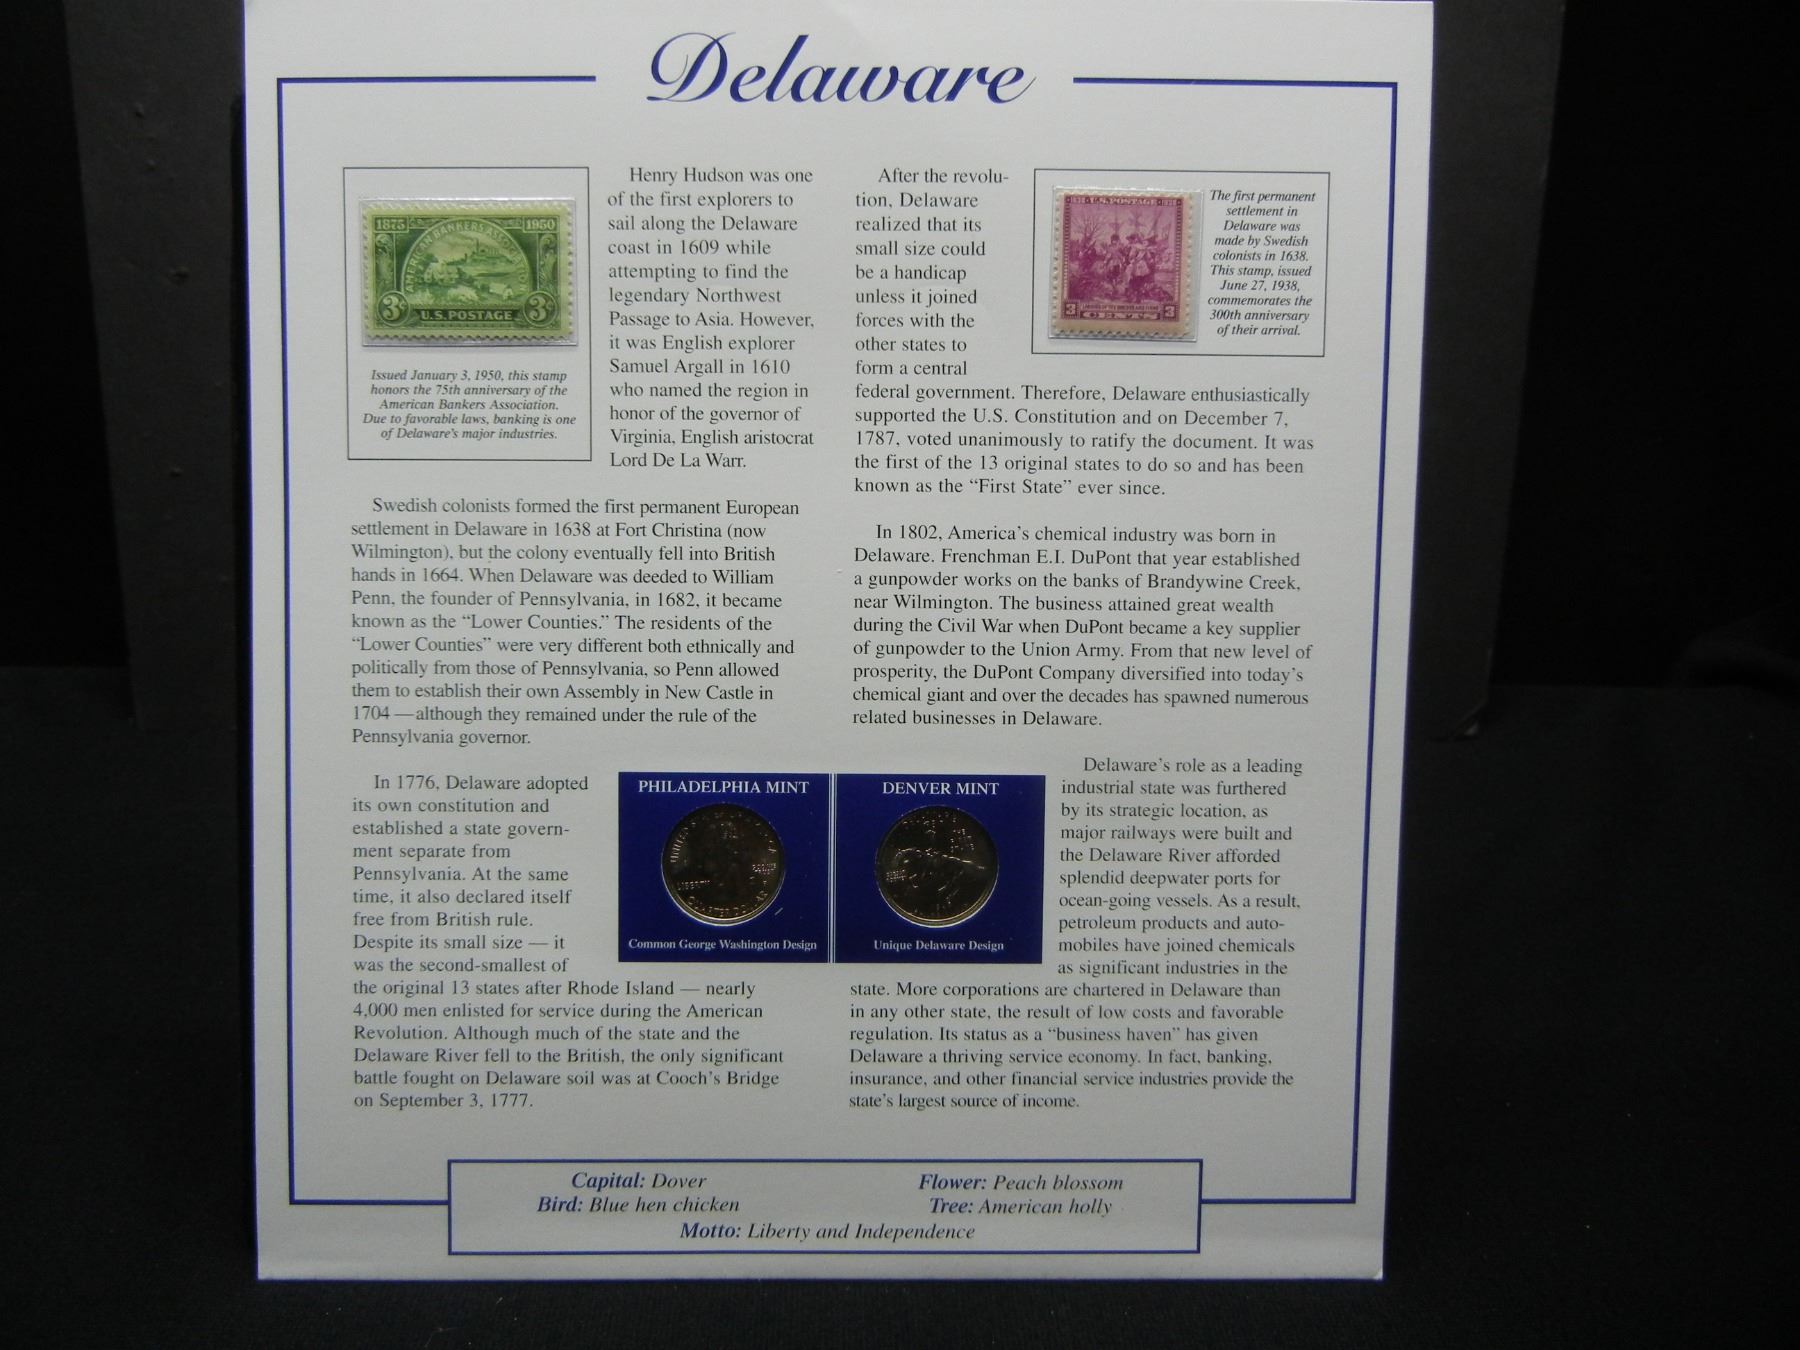 Delaware
1875
1950
AMERICAN BANKERS ASSOCIATION
3¢
3¢
U.S. POSTAGE
Issued January 3, 1950, this stamp
honors the 75th anniversary of the
American Bankers Association.
Due to favorable laws, banking is one
of Delaware's major industries.
Henry Hudson was one
of the first explorers to
sail along the Delaware
coast in 1609 while
attempting to find the
legendary Northwest
Passage to Asia. However,
it was English explorer
Samuel Argall in 1610
who named the region in
honor of the governor of
Virginia, English aristocrat
Lord De La Warr.
Swedish colonists formed the first permanent European
settlement in Delaware in 1638 at Fort Christina (now
Wilmington), but the colony eventually fell into British
hands in 1664. When Delaware was deeded to William
Penn, the founder of Pennsylvania, in 1682, it became
known as the “Lower Counties.” The residents of the
“Lower Counties” were very different both ethnically and
politically from those of Pennsylvania, so Penn allowed
them to establish their own Assembly in New Castle in
1704 —although they remained under the rule of the
Pennsylvania governor.
In 1776, Delaware adopted
its own constitution and
established a state govern-
ment separate from
Pennsylvania. At the same
time, it also declared itself
free from British rule.
Despite its small size — it
was the second-smallest of
the original 13 states after Rhode Island — nearly
4,000 men enlisted for service during the American
Revolution. Although much of the state and the
Delaware River fell to the British, the only significant
battle fought on Delaware soil was at Cooch's Bridge
on September 3, 1777.
After the revolu-
tion, Delaware
realized that its
small size could
be a handicap
unless it joined
forces with the
other states to
form a central
federal government. Therefore, Delaware enthusiastically
supported the U.S. Constitution and on December 7,
1787, voted unanimously to ratify the document. It was
the first of the 13 original states to do so and has been
known as the “First State” ever since.
1638 U.S. POSTAGE 1938
3 CENTS 3
The first permanent
settlement in
Delaware was
made by Swedish
colonists in 1638.
This stamp, issued
June 27, 1938,
commemorates the
300th anniversary
of their arrival.
In 1802, America's chemical industry was born in
Delaware. Frenchman E.I. DuPont that year established
a gunpowder works on the banks of Brandywine Creek,
near Wilmington. The business attained great wealth
during the Civil War when DuPont became a key supplier
of gunpowder to the Union Army. From that new level of
prosperity, the DuPont Company diversified into today's
chemical giant and over the decades has spawned numerous
related businesses in Delaware.
Delaware's role as a leading
industrial state was furthered
by its strategic location, as
major railways were built and
the Delaware River afforded
splendid deepwater ports for
ocean-going vessels. As a result,
petroleum products and auto-
mobiles have joined chemicals
as significant industries in the
state. More corporations are chartered in Delaware than
in any other state, the result of low costs and favorable
regulation. Its status as a “business haven” has given
Delaware a thriving service economy. In fact, banking,
insurance, and other financial service industries provide the
state's largest source of income.
PHILADELPHIA MINT
LIBERTY
QUARTER DOLLAR
Common George Washington Design
DENVER MINT
Unique Delaware Design
Capital: Dover
Flower: Peach blossom
Bird: Blue hen chicken
Tree: American holly
Motto: Liberty and Independence